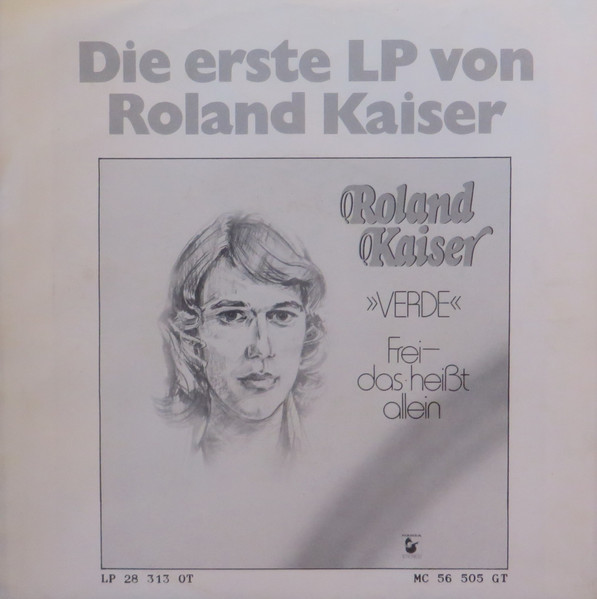 Die erste LP von
Roland Kaiser
Roland
Kaiser
»VERDE«
Frei—
das·heißt
allein
LP 28 313 OT
MC 56 505 GT